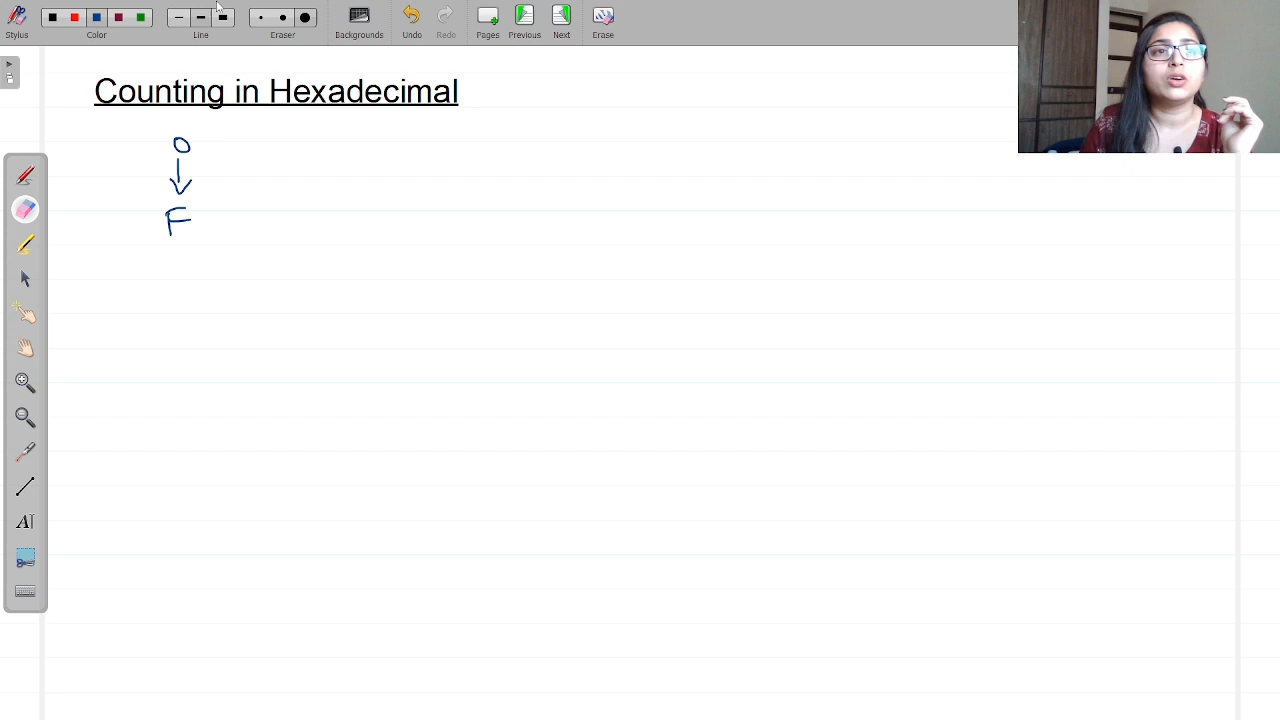 Stylus
Color
Line
Eraser
Backgrounds
Undo
Redo
Pages
Previous
Next
Erase
Counting in Hexadecimal
0
↓
F
A